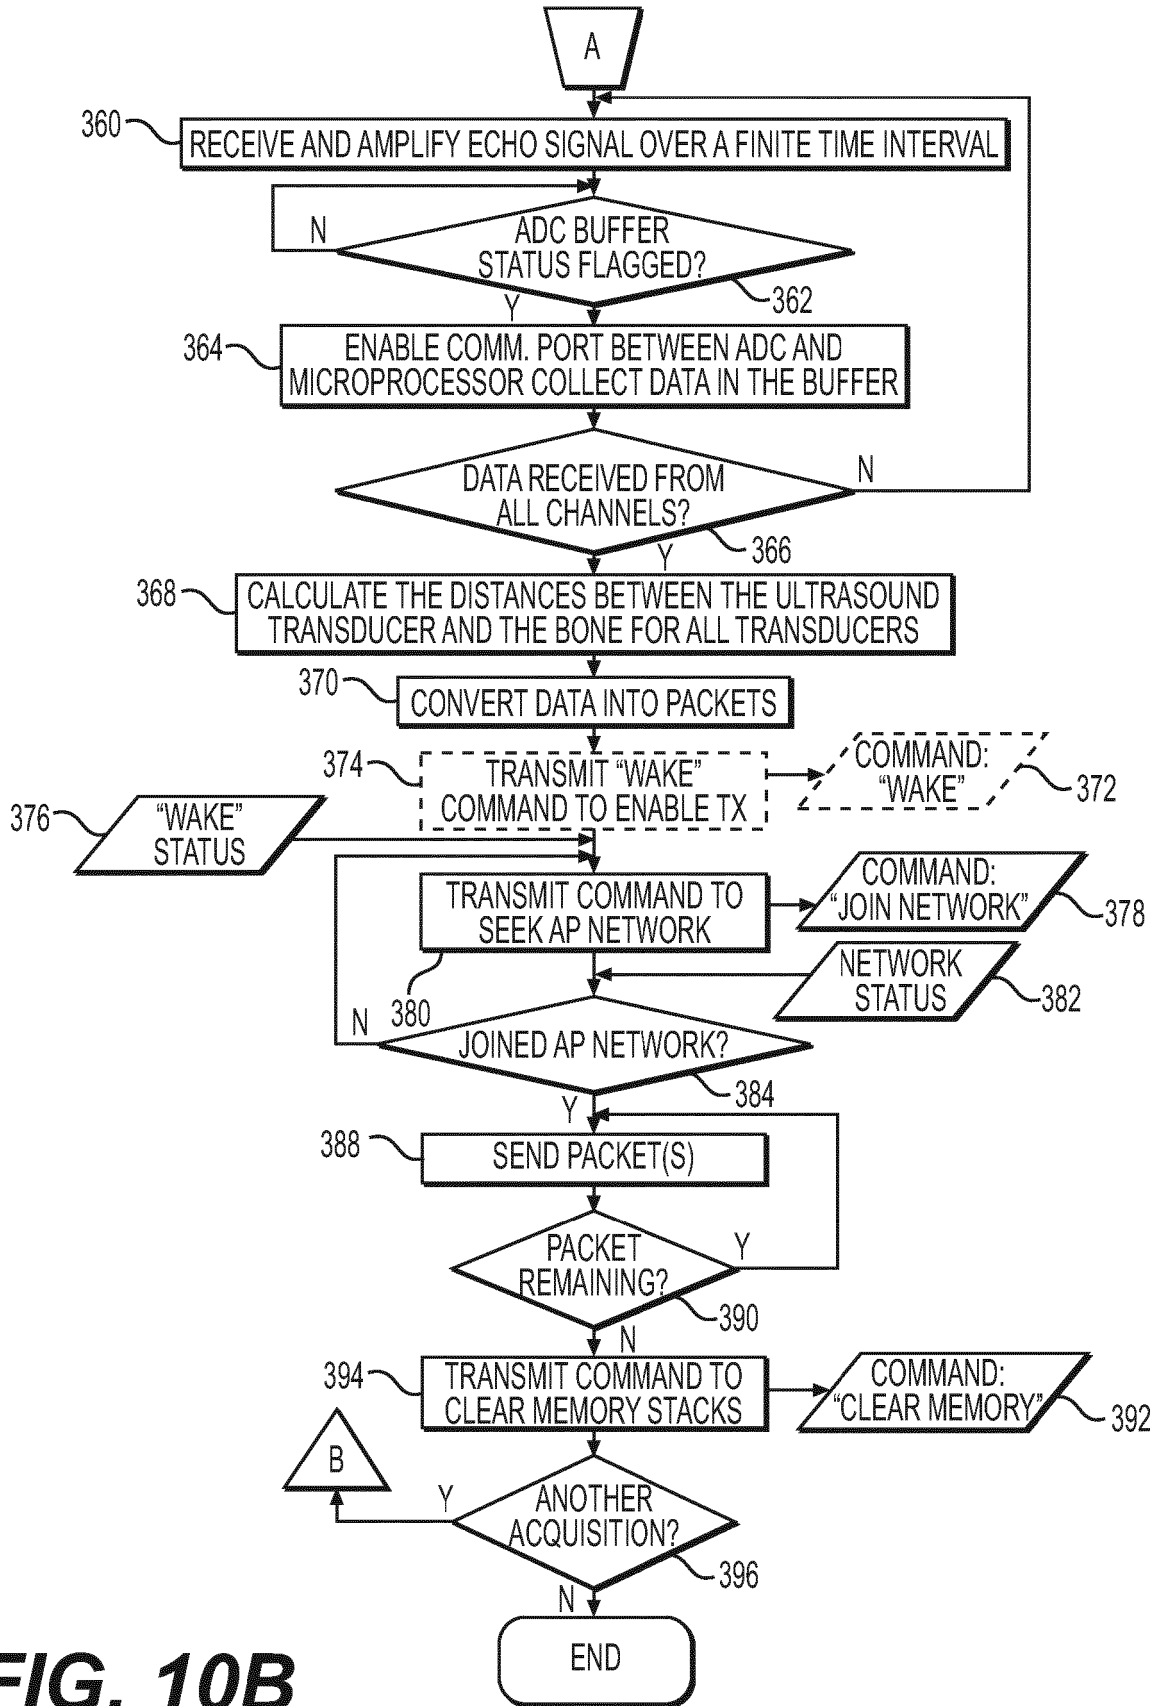 A
360
RECEIVE AND AMPLIFY ECHO SIGNAL OVER A FINITE TIME INTERVAL
N
ADC BUFFER
STATUS FLAGGED?
362
Y
364
ENABLE COMM. PORT BETWEEN ADC AND
MICROPROCESSOR COLLECT DATA IN THE BUFFER
DATA RECEIVED FROM
ALL CHANNELS?
N
366
Y
368
CALCULATE THE DISTANCES BETWEEN THE ULTRASOUND
TRANSDUCER AND THE BONE FOR ALL TRANSDUCERS
370
CONVERT DATA INTO PACKETS
374
TRANSMIT “WAKE”
COMMAND TO ENABLE TX
COMMAND:
“WAKE”
372
376
“WAKE”
STATUS
TRANSMIT COMMAND TO
SEEK AP NETWORK
380
COMMAND:
“JOIN NETWORK”
378
NETWORK
STATUS
382
N
JOINED AP NETWORK?
384
Y
388
SEND PACKET(S)
PACKET
REMAINING?
Y
390
N
394
TRANSMIT COMMAND TO
CLEAR MEMORY STACKS
COMMAND:
“CLEAR MEMORY”
392
B
Y
ANOTHER
ACQUISITION?
396
N
END
FIG. 10B